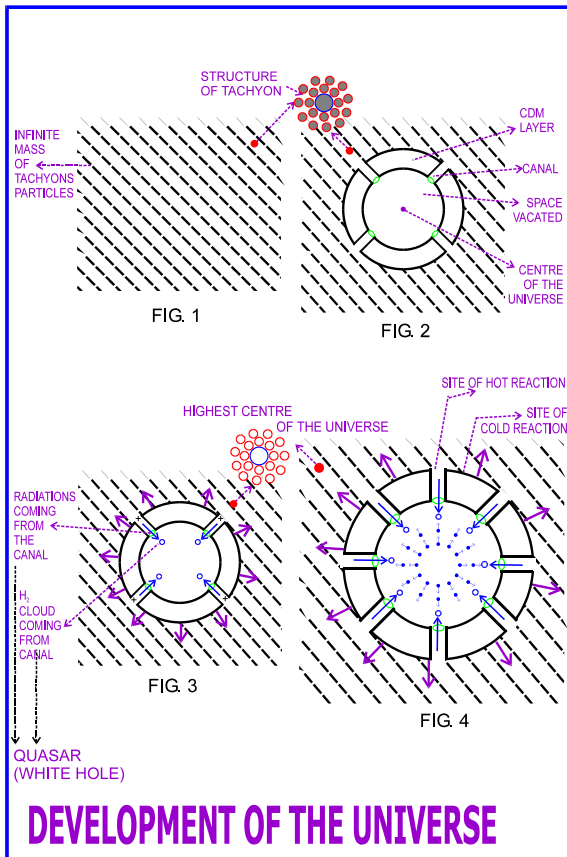 STRUCTURE
OF TACHYON
INFINITE
MASS
OF
TACHYONS
PARTICLES
CDM
LAYER
CANAL
SPACE
VACATED
CENTRE
OF THE
UNIVERSE
FIG. 1
FIG. 2
HIGHEST CENTRE
OF THE UNIVERSE
SITE OF HOT REACTION
SITE OF
COLD REACTION
RADIATIONS
COMING
FROM
THE
CANAL
H₂
CLOUD
COMING
FROM
CANAL
FIG. 3
FIG. 4
QUASAR
(WHITE HOLE)
DEVELOPMENT OF THE UNIVERSE